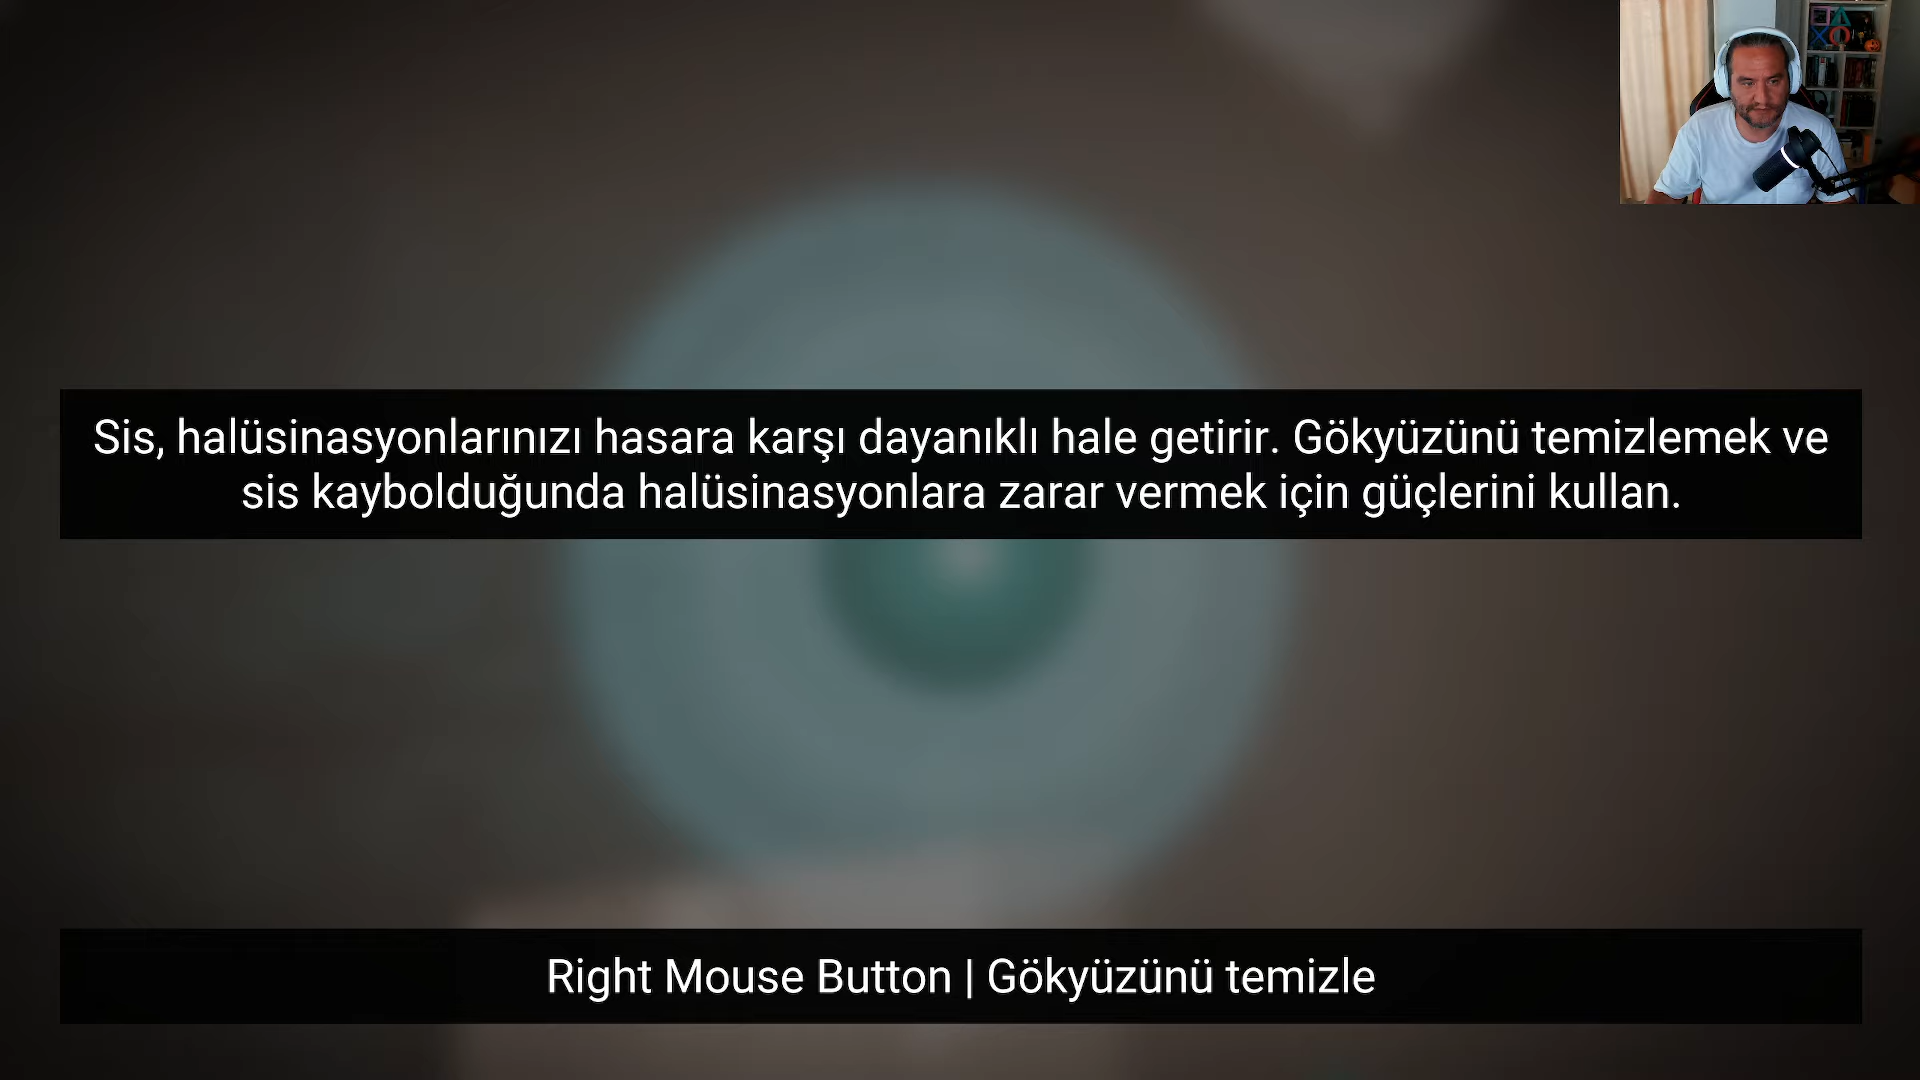 Sis, halüsinasyonlarınızı hasara karşı dayanıklı hale getirir. Gökyüzünü temizlemek ve
sis kaybolduğunda halüsinasyonlara zarar vermek için güçlerini kullan.
Right Mouse Button | Gökyüzünü temizle